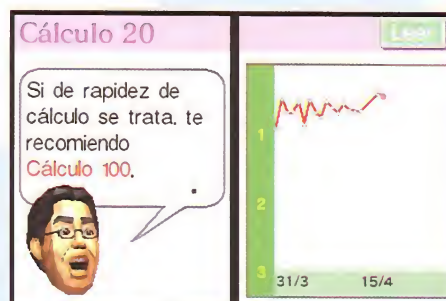 Cálculo 20
Leer
Si de rapidez de
cálculo se trata. te
recomiendo
Cálculo 100.
1
2
3
31/3 15/4